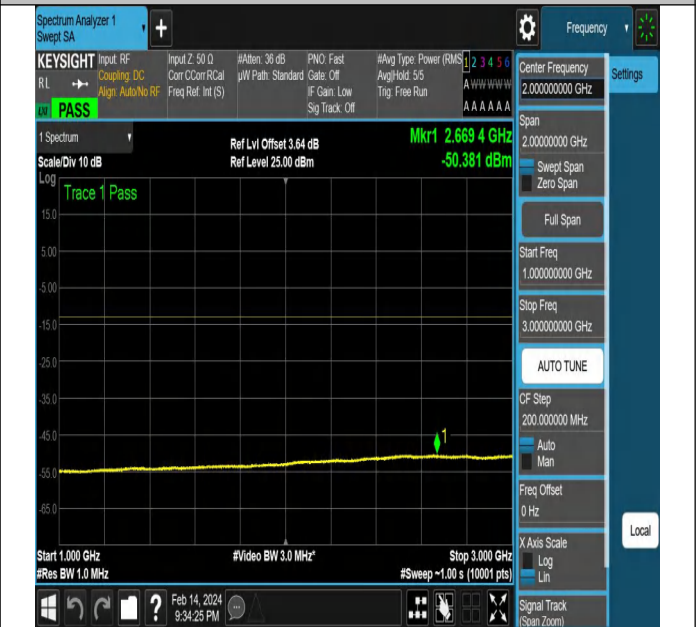 Spectrum Analyzer 1
Swept SA
Frequency
KEYSIGHT
RL
PASS
Input: RF
Coupling: DC
Align: Auto/No RF
Input Z: 50 Ω
Corr CCorr RCal
Freq Ref: Int (S)
#Atten: 36 dB
µW Path: Standard
PNO: Fast
Gate: Off
IF Gain: Low
Sig Track: Off
#Avg Type: Power (RMS
Avg|Hold: 5/5
Trig: Free Run
1 2 3 4 5 6
A W W W W W
A A A A A A
1 Spectrum
Scale/Div 10 dB
Log
Ref Lvl Offset 3.64 dB
Ref Level 25.00 dBm
Mkr1 2.669 4 GHz
-50.381 dBm
Trace 1 Pass
15.0
5.00
-5.00
-15.0
-25.0
-35.0
-45.0
-55.0
-65.0
1
Start 1.000 GHz
#Res BW 1.0 MHz
#Video BW 3.0 MHz*
Stop 3.000 GHz
#Sweep ~1.00 s (10001 pts)
?
Feb 14, 2024
9:34:25 PM
Center Frequency
2.000000000 GHz
Settings
Span
2.00000000 GHz
Swept Span
Zero Span
Full Span
Start Freq
1.000000000 GHz
Stop Freq
3.000000000 GHz
AUTO TUNE
CF Step
200.000000 MHz
Auto
Man
Freq Offset
0 Hz
X Axis Scale
Log
Lin
Local
Signal Track
(Span Zoom)